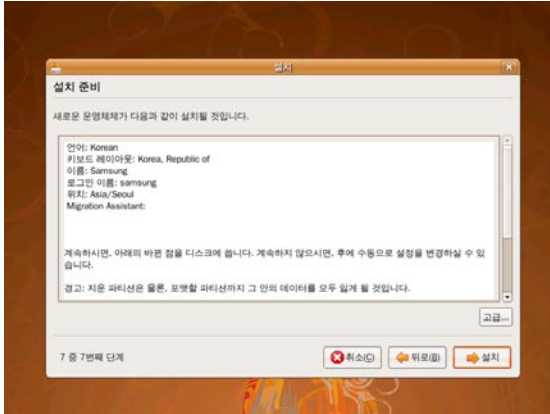 설치
설치 준비
새로운 운영체제가 다음과 같이 설치될 것입니다.
언어: Korean
키보드 레이아웃: Korea, Republic of
이름: Samsung
로그인 이름: samsung
위치: Asia/Seoul
Migration Assistant:
계속하시면, 아래의 바뀐 점을 디스크에 씁니다. 계속하지 않으시면, 후에 수동으로 설정을 변경하실 수 있
습니다.
경고: 지운 파티션은 물론, 포맷할 파티션까지 그 안의 데이터를 모두 잃게 될 것입니다.
고급...
7 중 7번째 단계
취소(C)
뒤로(B)
설치